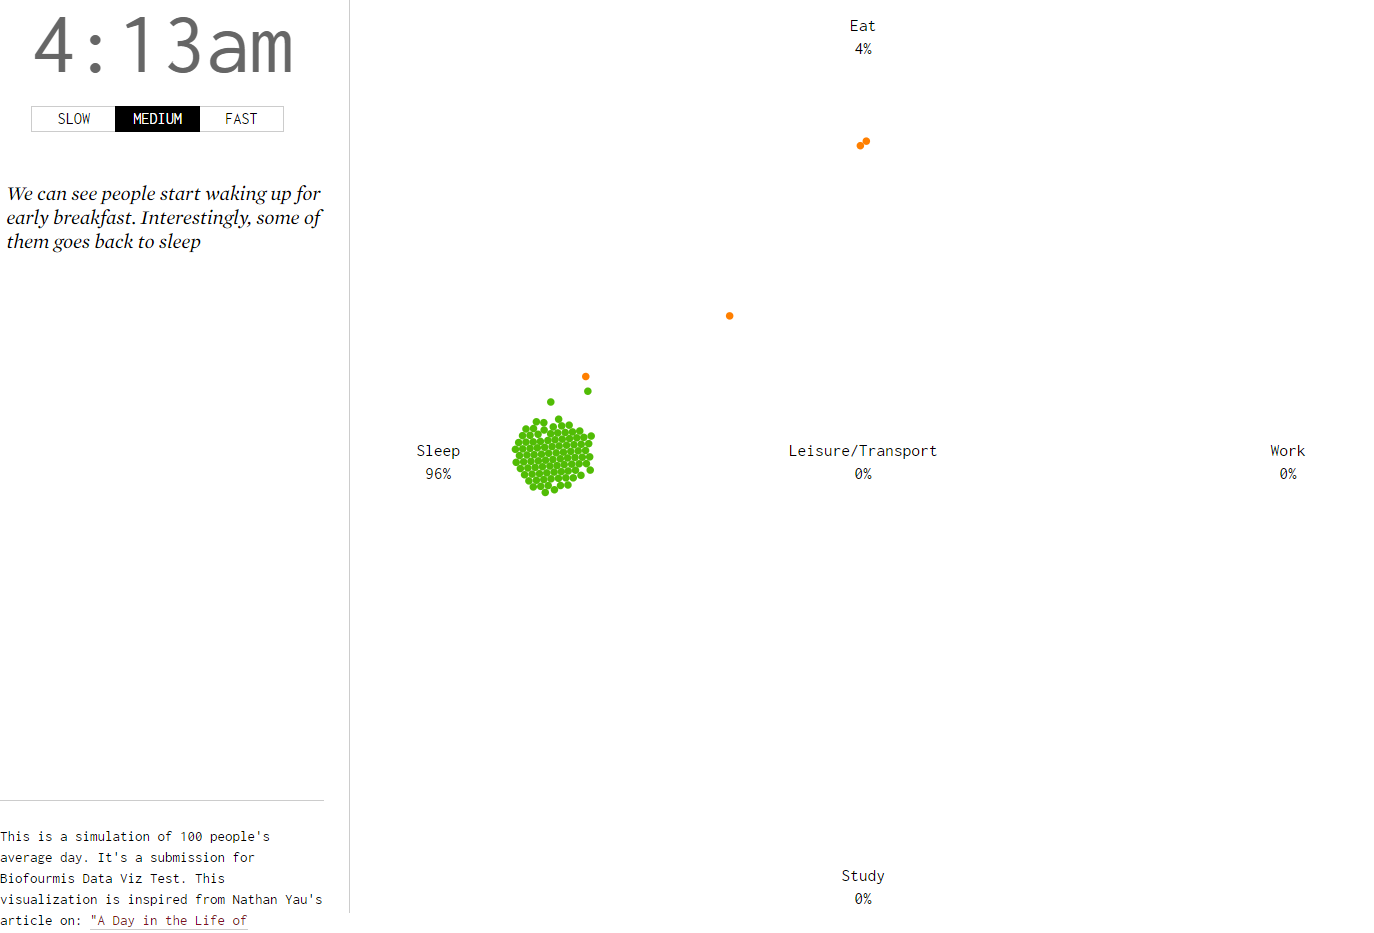 4:13am
SLOW MEDIUM FAST
We can see people start waking up for
early breakfast. Interestingly, some of
them goes back to sleep
Eat
4%
Sleep
96%
Leisure/Transport
0%
Work
0%
Study
0%
This is a simulation of 100 people's
average day. It's a submission for
Biofourmis Data Viz Test. This
visualization is inspired from Nathan Yau's
article on: "A Day in the Life of